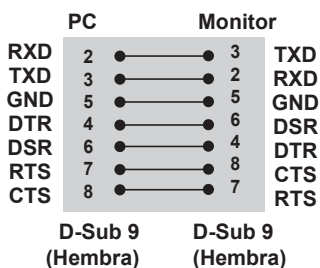 PC Monitor
RXD 2 3 TXD
TXD 3 2 RXD
GND 5 5 GND
DTR 4 6 DSR
DSR 6 4 DTR
RTS 7 8 CTS
CTS 8 7 RTS
D-Sub 9 D-Sub 9
(Hembra) (Hembra)